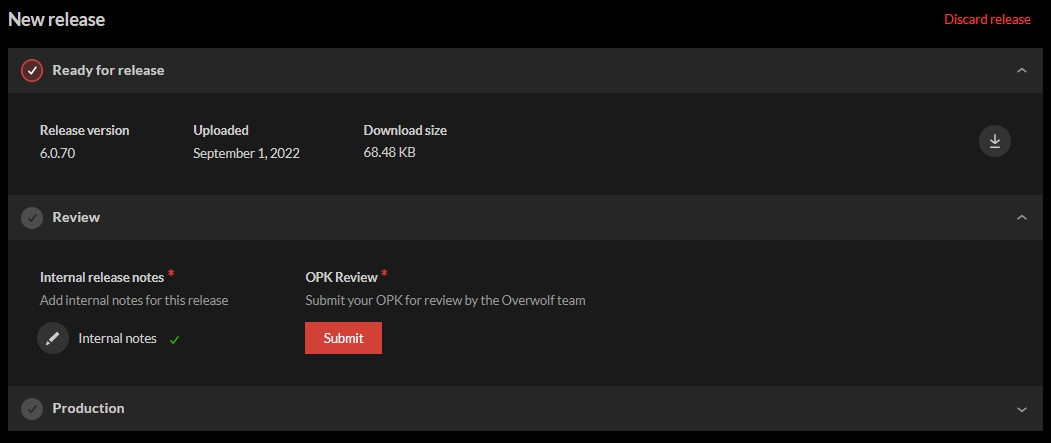 New release
Discard release
Ready for release
Release version Uploaded Download size
6.0.70 September 1, 2022 68.48 KB
Review
Internal release notes * OPK Review *
Add internal notes for this release Submit your OPK for review by the Overwolf team
Internal notes Submit
Production